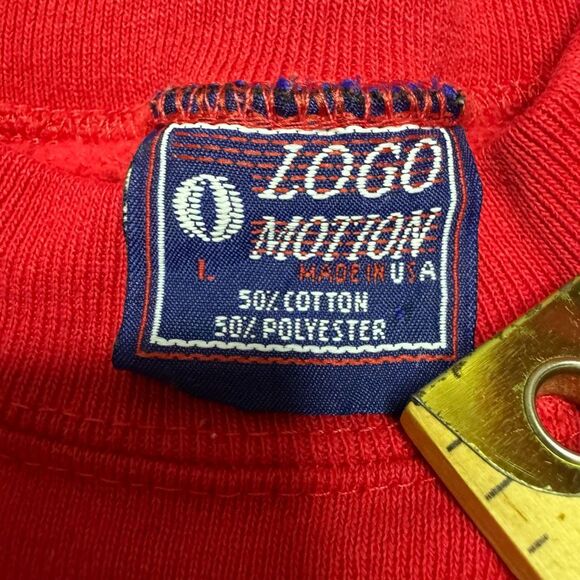 LOGO
MOTION
L MADE IN USA
50% COTTON
50% POLYESTER